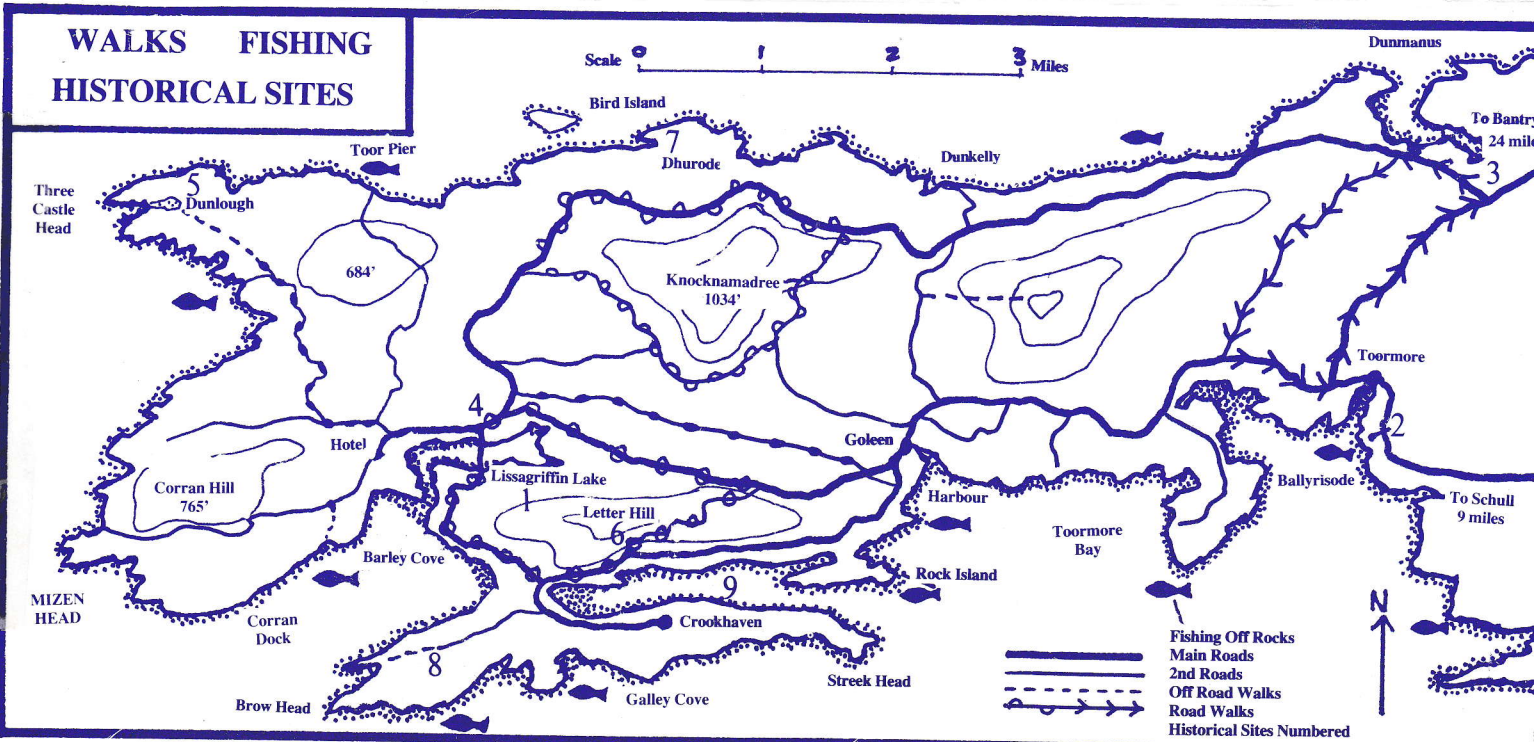 WALKS FISHING
HISTORICAL SITES
Scale 0 1 2 3 Miles
Dunmanus
To Bantry
24 mile
3
Bird Island
7
Dhurode
Toor Pier
Dunkelly
Three
Castle
Head
5
Dunlough
684'
Knocknamadree
1034'
Toormore
4
2
Hotel
Goleen
Lissagriffin Lake
1
Corran Hill
765'
Letter Hill
6
Harbour
Ballyrisode
To Schull
9 miles
Toormore
Bay
Barley Cove
Rock Island
9
MIZEN
HEAD
Corran
Dock
Crookhaven
8
Brow Head
Galley Cove
Streek Head
N
Fishing Off Rocks
Main Roads
2nd Roads
Off Road Walks
Road Walks
Historical Sites Numbered